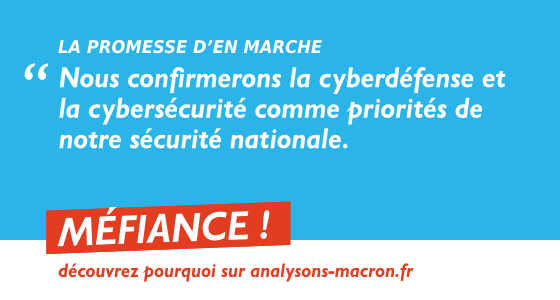 LA PROMESSE D’EN MARCHE
“ Nous confirmerons la cyberdéfense et
la cybersécurité comme priorités de
notre sécurité nationale.
MÉFIANCE !
découvrez pourquoi sur analysons-macron.fr